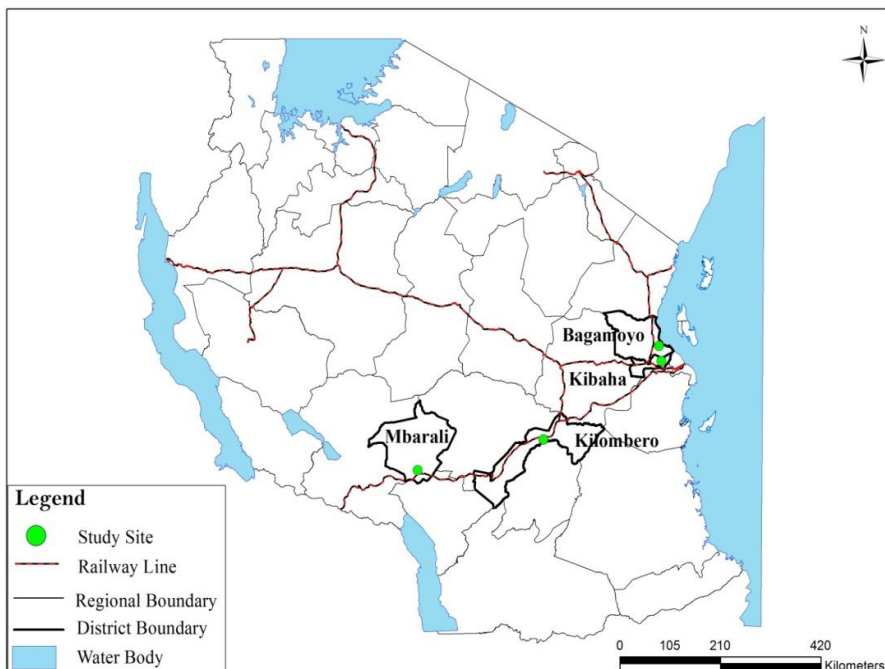 N
Bagamoyo
Kibaha
Mbarali
Kilombero
Legend
Study Site
Railway Line
Regional Boundary
District Boundary
Water Body
0 105 210 420
Kilometers